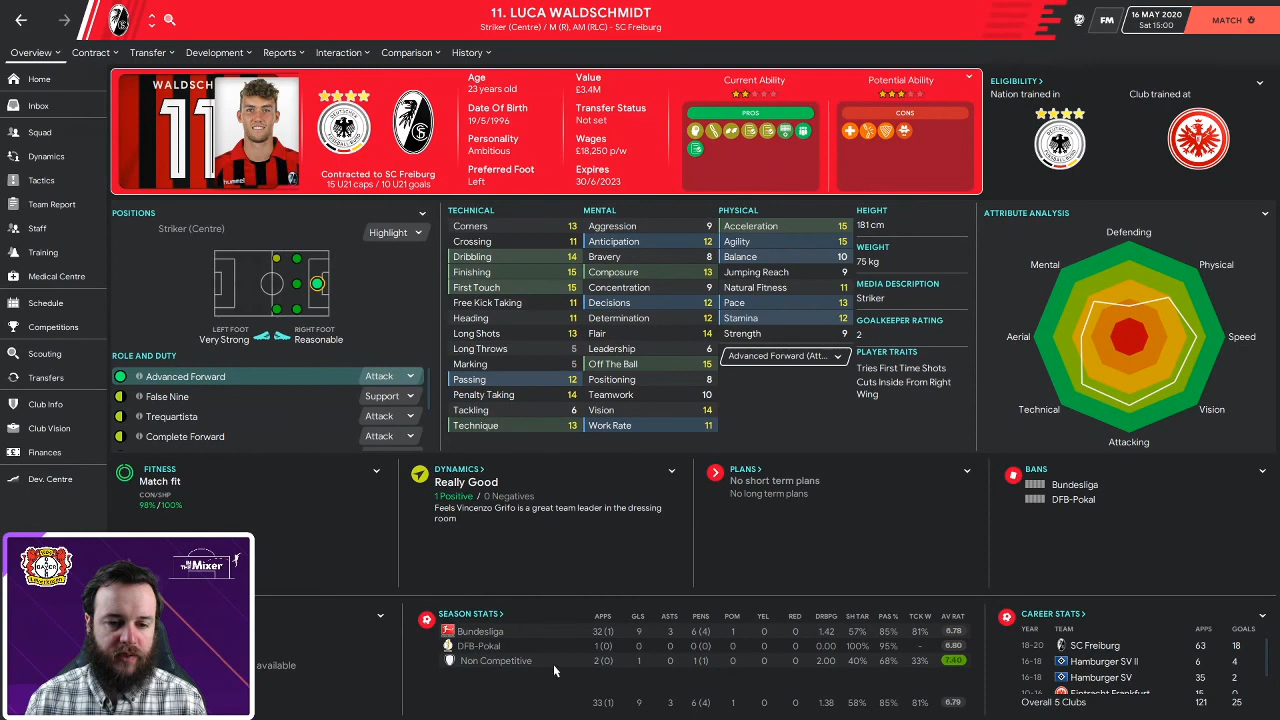 11. LUCA WALDSCHMIDT
Striker (Centre) / M (R), AM (RLC) - SC Freiburg
FM
16 MAY 2020
Sat 15:00
MATCH
Overview
Contract
Transfer
Development
Reports
Interaction
Comparison
History
Home
Inbox
Squad
Dynamics
Tactics
Team Report
Staff
Training
Medical Centre
Schedule
Competitions
Scouting
Transfers
Club Info
Club Vision
Finances
Dev. Centre
WALDSCH
11
hummel
Contracted to SC Freiburg
15 U21 caps / 10 U21 goals
Age
23 years old
Date Of Birth
19/5/1996
Personality
Ambitious
Preferred Foot
Left
Value
£3.4M
Transfer Status
Not set
Wages
£18,250 p/w
Expires
30/6/2023
Current Ability
PROS
Potential Ability
CONS
ELIGIBILITY
Nation trained in
Club trained at
POSITIONS
Striker (Centre)
Highlight
LEFT FOOT
Very Strong
RIGHT FOOT
Reasonable
ROLE AND DUTY
Advanced Forward Attack
False Nine Support
Trequartista Attack
Complete Forward Attack
TECHNICAL
Corners 13
Crossing 11
Dribbling 14
Finishing 15
First Touch 15
Free Kick Taking 11
Heading 11
Long Shots 13
Long Throws 5
Marking 5
Passing 12
Penalty Taking 14
Tackling 6
Technique 13
MENTAL
Aggression 9
Anticipation 12
Bravery 8
Composure 13
Concentration 9
Decisions 12
Determination 12
Flair 14
Leadership 6
Off The Ball 15
Positioning 8
Teamwork 10
Vision 14
Work Rate 11
PHYSICAL
Acceleration 15
Agility 15
Balance 10
Jumping Reach 9
Natural Fitness 11
Pace 13
Stamina 12
Strength 9
Advanced Forward (Att...
HEIGHT
181 cm
WEIGHT
75 kg
MEDIA DESCRIPTION
Striker
GOALKEEPER RATING
2
PLAYER TRAITS
Tries First Time Shots
Cuts Inside From Right
Wing
ATTRIBUTE ANALYSIS
Defending
Physical
Speed
Vision
Attacking
Technical
Aerial
Mental
FITNESS
Match fit
CON/SHP
98%/100%
DYNAMICS
Really Good
1 Positive / 0 Negatives
Feels Vincenzo Grifo is a great team leader in the dressing
room
PLANS
No short term plans
No long term plans
BANS
Bundesliga
DFB-Pokal
IN THE Mixer
available
SEASON STATS APPS GLS ASTS PENS POM YEL RED DRBPG SH TAR PAS % TCK W AV RAT
Bundesliga 32 (1) 9 3 6 (4) 1 0 0 1.42 57% 85% 81% 6.78
DFB-Pokal 1 (0) 0 0 0 (0) 0 0 0 0.00 100% 95% - 6.80
Non Competitive 2 (0) 1 0 1 (1) 0 0 0 2.00 40% 68% 33% 7.40
33 (1) 9 3 6 (4) 1 0 0 1.38 58% 85% 81% 6.79
CAREER STATS
YEAR TEAM APPS GOALS
18-20 SC Freiburg 63 18
16-18 Hamburger SV II 6 4
16-18 Hamburger SV 35 2
10-16 Eintracht Frankfurt 15 0
Overall 5 Clubs 121 25